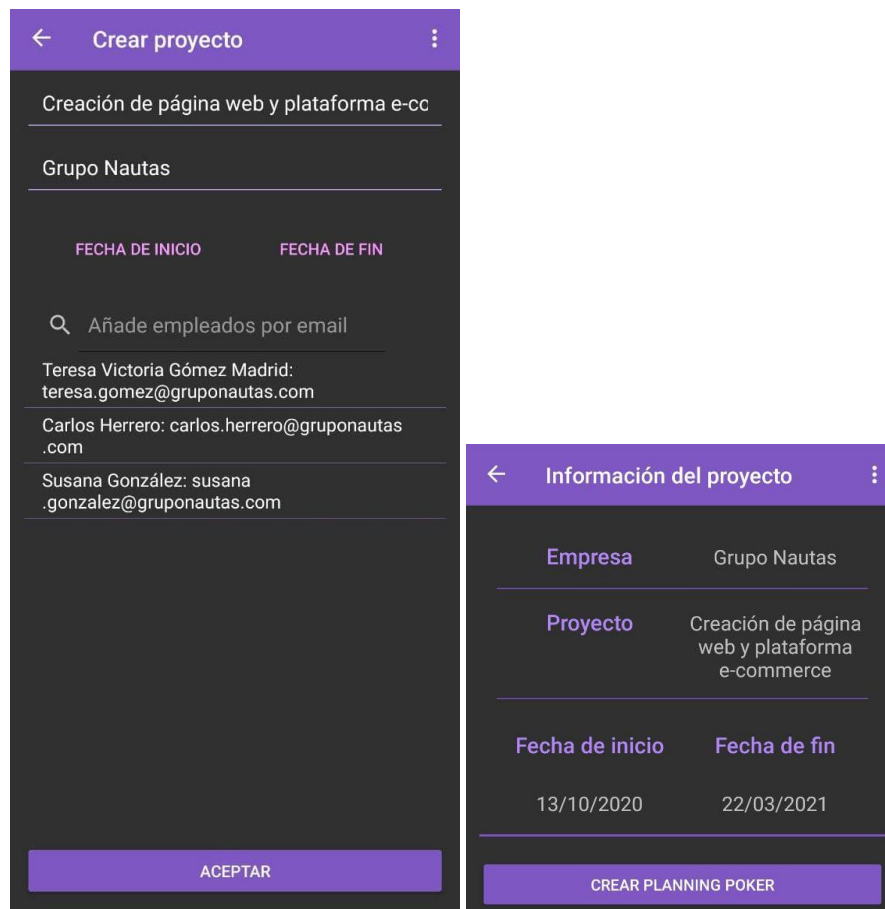 Crear proyecto
Creación de página web y plataforma e-co
Grupo Nautas
FECHA DE INICIO FECHA DE FIN
Añade empleados por email
Teresa Victoria Gómez Madrid:
teresa.gomez@gruponautas.com
Carlos Herrero: carlos.herrero@gruponautas
.com
Susana González: susana
.gonzalez@gruponautas.com
ACEPTAR
Información del proyecto
Empresa Grupo Nautas
Proyecto Creación de página
web y plataforma
e-commerce
Fecha de inicio Fecha de fin
13/10/2020 22/03/2021
CREAR PLANNING POKER